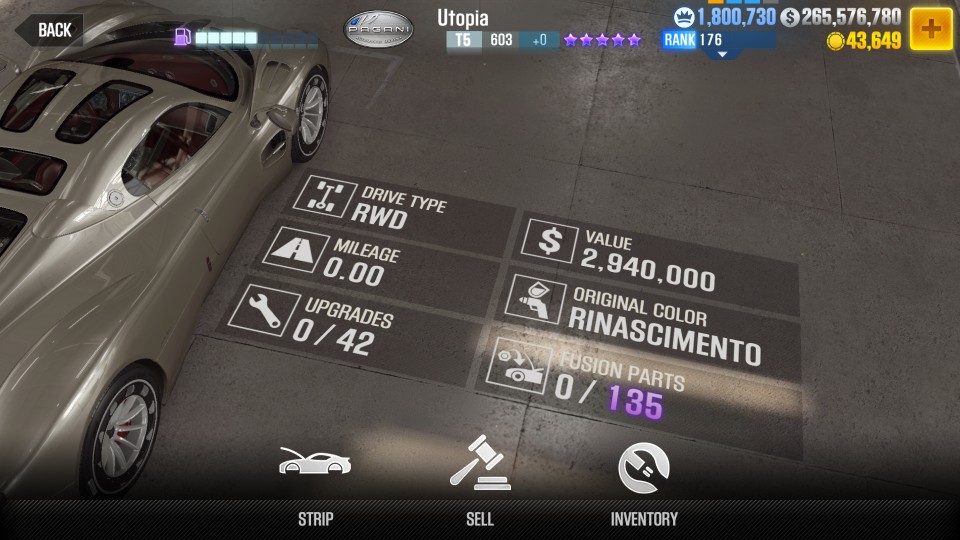 BACK
PAGANI
Utopia
T5 603 +0
1,800,730
265,576,780
RANK 176
43,649
DRIVE TYPE
RWD
MILEAGE
0.00
UPGRADES
0 / 42
VALUE
2,940,000
ORIGINAL COLOR
RINASCIMENTO
FUSION PARTS
0 / 135
STRIP
SELL
INVENTORY